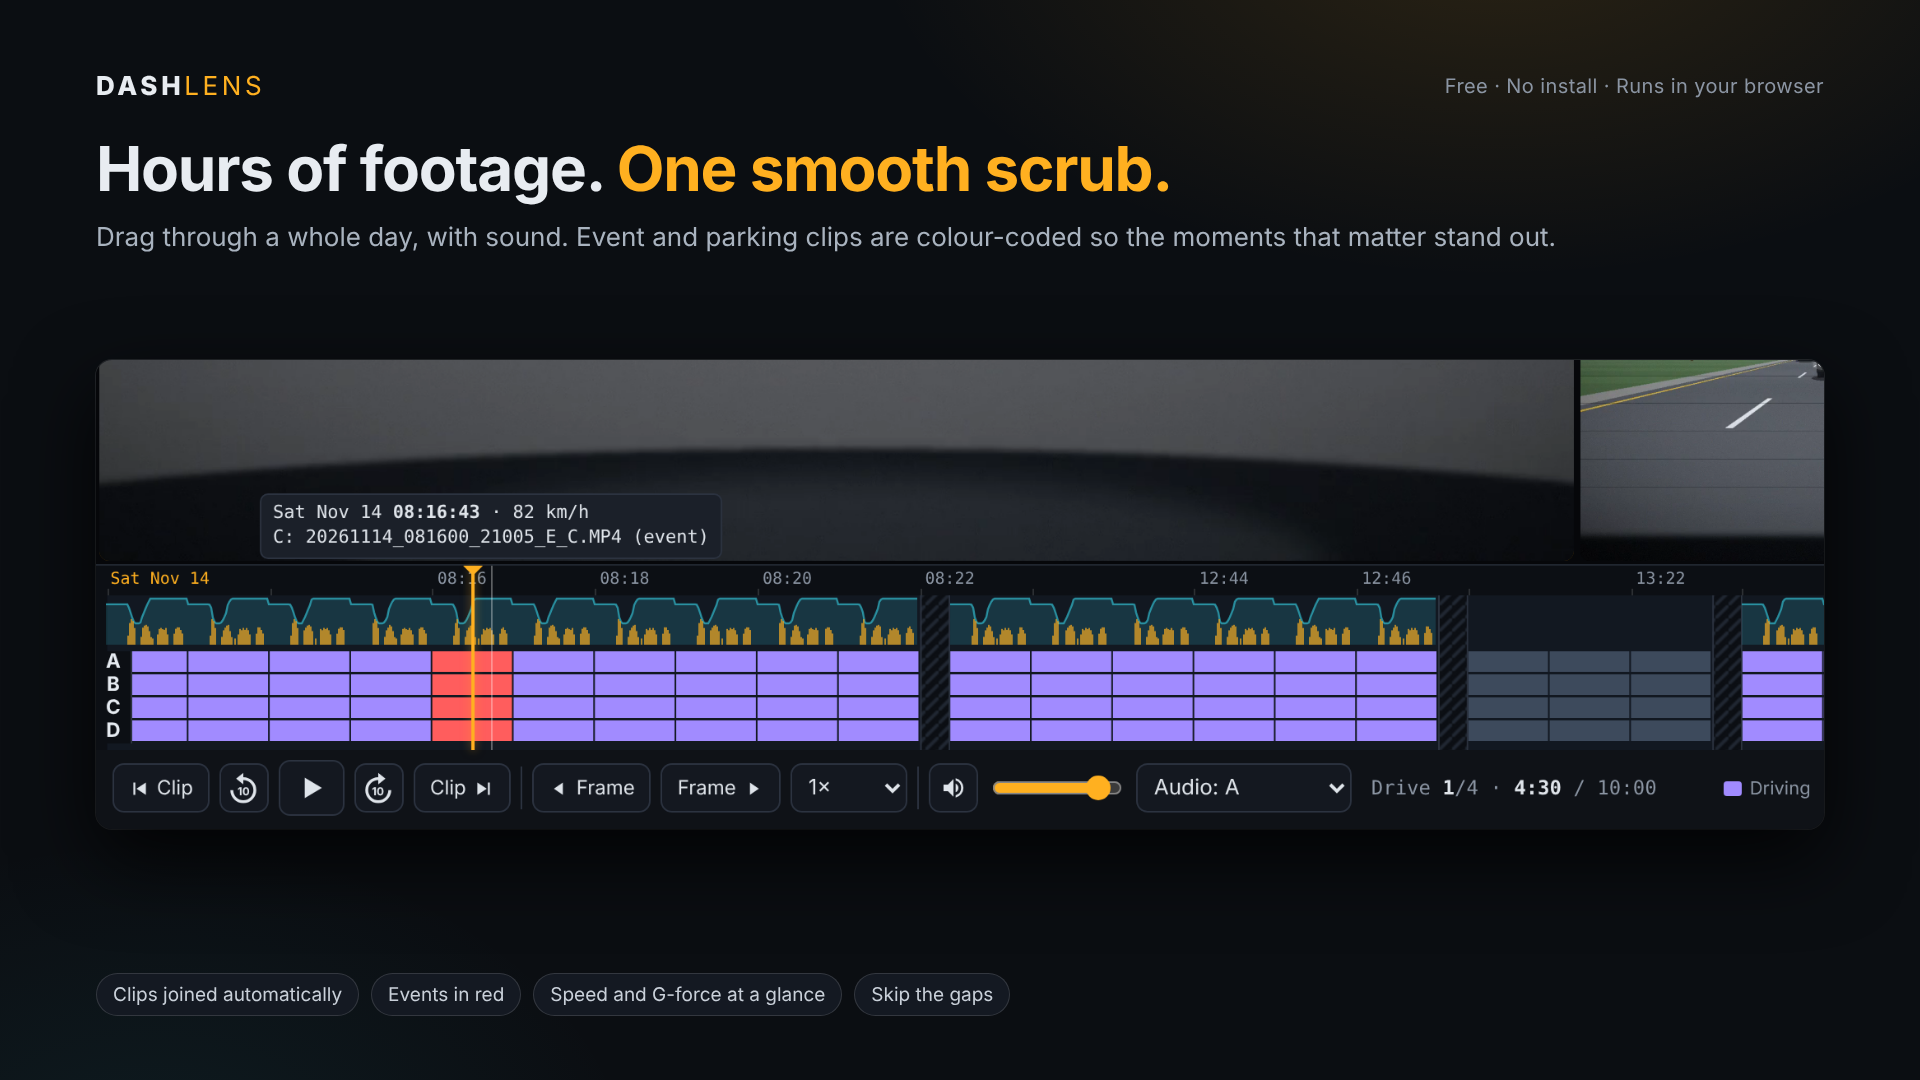 DASHLENS
Free · No install · Runs in your browser
Hours of footage. One smooth scrub.
Drag through a whole day, with sound. Event and parking clips are colour-coded so the moments that matter stand out.
Sat Nov 14 08:16:43 · 82 km/h
C: 20261114_081600_21005_E_C.MP4 (event)
Sat Nov 14 08:16 08:18 08:20 08:22 12:44 12:46 13:22
A
B
C
D
Clip 10 10 Clip Frame Frame 1× Audio: A Drive 1/4 · 4:30 / 10:00 Driving
Clips joined automatically Events in red Speed and G-force at a glance Skip the gaps